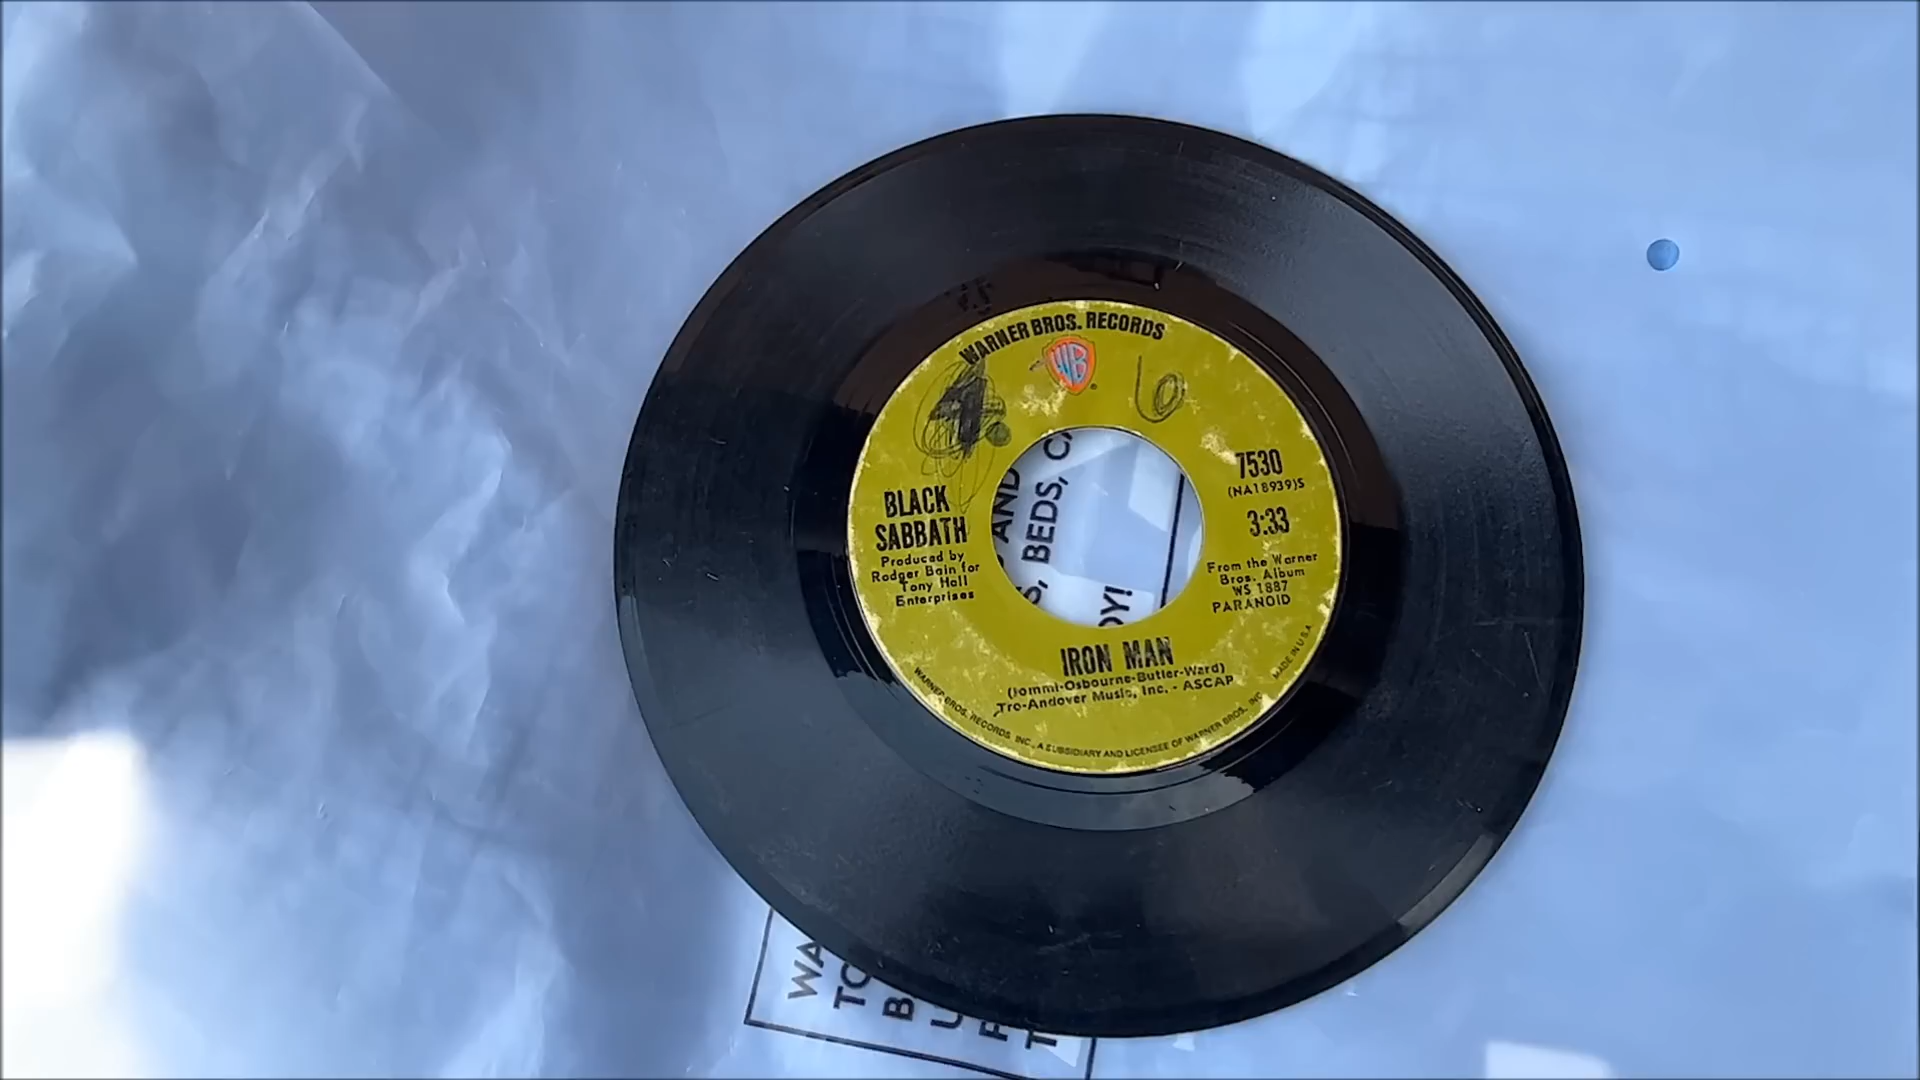 WARNER BROS. RECORDS
WB
6
7530
(NA18939)S
3:33
BLACK
SABBATH
Produced by
Rodger Bain for
Tony Hall
Enterprises
From the Warner
Bros. Album
WS 1887
PARANOID
IRON MAN
(Iommi-Osbourne-Butler-Ward)
Tro-Andover Music, Inc. - ASCAP
WARNER BROS. RECORDS INC., A SUBSIDIARY AND LICENSEE OF WARNER BROS. INC.
MADE IN U.S.A.
AND
BEDS,